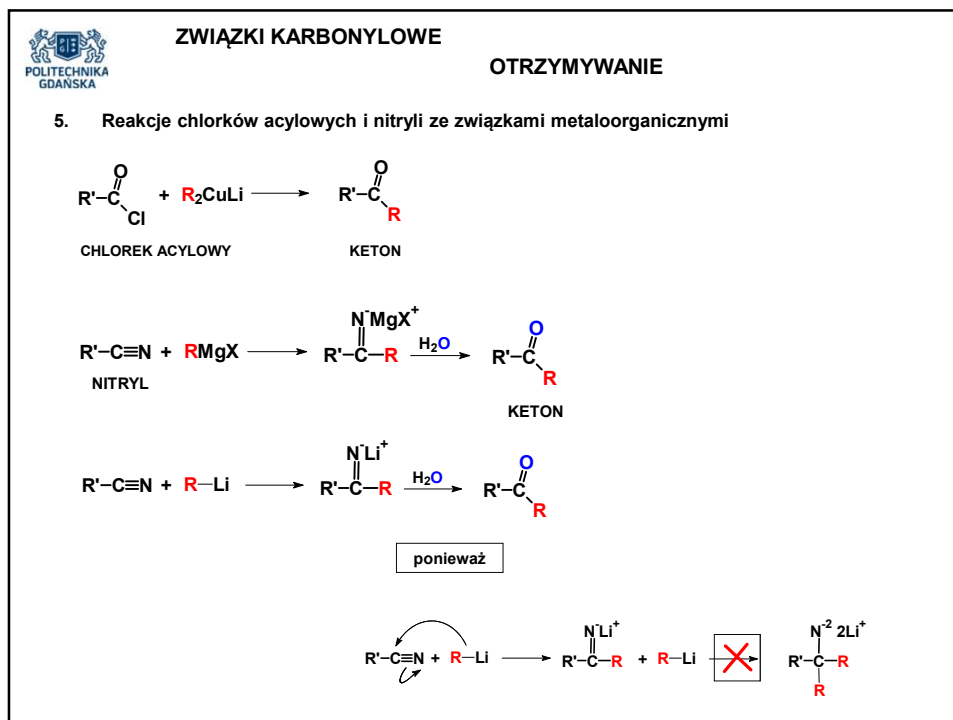 ZWIĄZKI KARBONYLOWE
OTRZYMYWANIE
POLITECHNIKA
GDAŃSKA
5. Reakcje chlorków acylowych i nitryli ze związkami metaloorganicznymi
O O
R'–C + R₂CuLi R'–C
Cl R
CHLOREK ACYLOWY KETON
N⁻MgX⁺ O
R'–C≡N + RMgX R'–C–R H₂O R'–C
R
NITRYL KETON
N⁻Li⁺ O
R'–C≡N + R–Li R'–C–R H₂O R'–C
R
ponieważ
N⁻Li⁺ N⁻² 2Li⁺
R'–C≡N + R–Li R'–C–R + R–Li R'–C–R
R